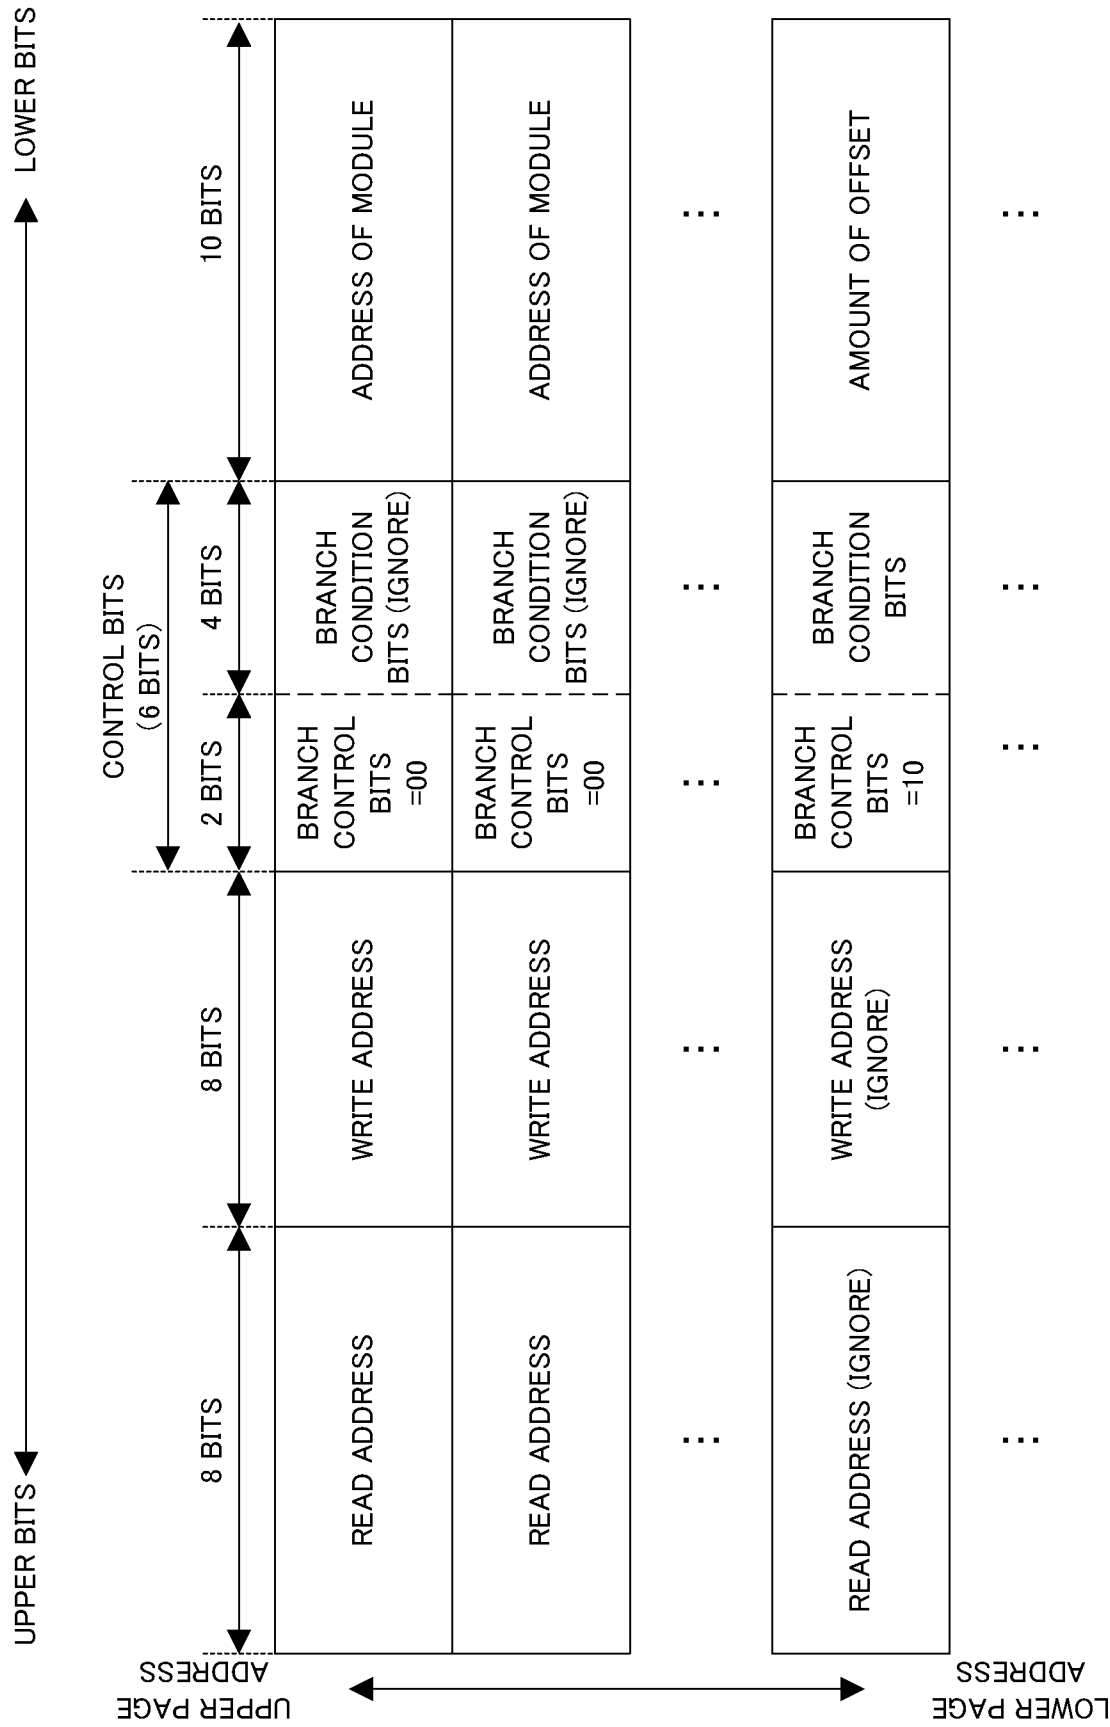 UPPER BITS
LOWER BITS
CONTROL BITS
(6 BITS)
8 BITS
8 BITS
2 BITS
4 BITS
10 BITS
UPPER PAGE
ADDRESS
READ ADDRESS
WRITE ADDRESS
BRANCH
CONTROL
BITS
=00
BRANCH
CONDITION
BITS (IGNORE)
ADDRESS OF MODULE
READ ADDRESS
WRITE ADDRESS
BRANCH
CONTROL
BITS
=00
BRANCH
CONDITION
BITS (IGNORE)
ADDRESS OF MODULE
...
...
...
...
...
READ ADDRESS (IGNORE)
WRITE ADDRESS
(IGNORE)
BRANCH
CONTROL
BITS
=10
BRANCH
CONDITION
BITS
AMOUNT OF OFFSET
LOWER PAGE
ADDRESS
...
...
...
...
...